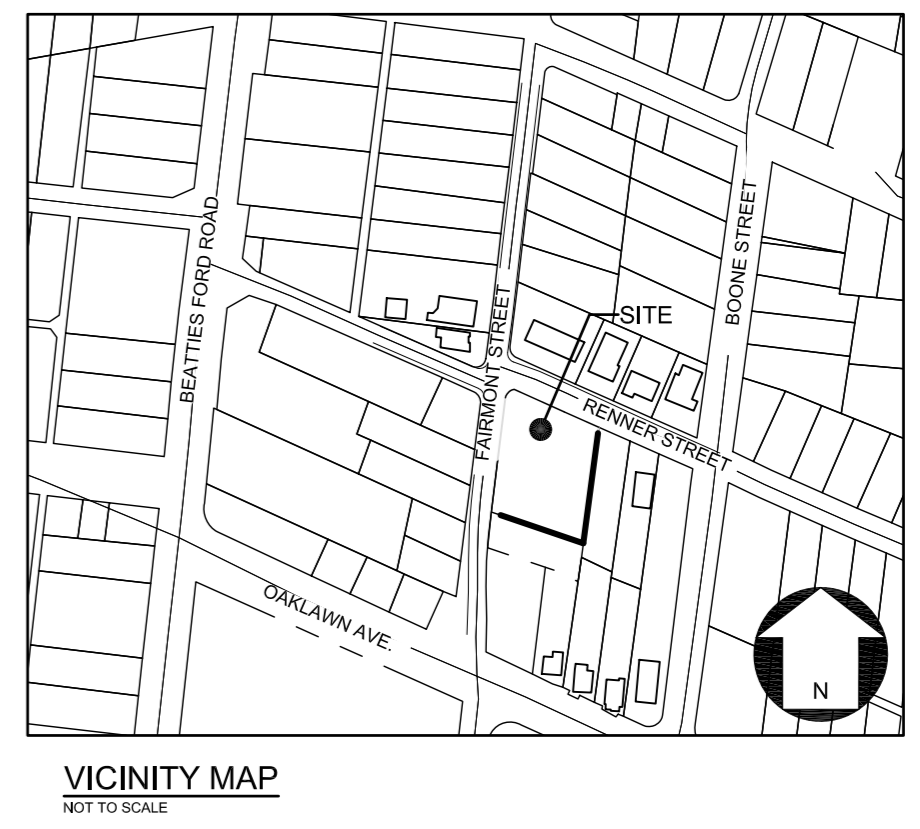 BEATTIES FORD ROAD
FAIRMONT STREET
SITE
BOONE STREET
RENNER STREET
OAKLAWN AVE.
N
VICINITY MAP
NOT TO SCALE